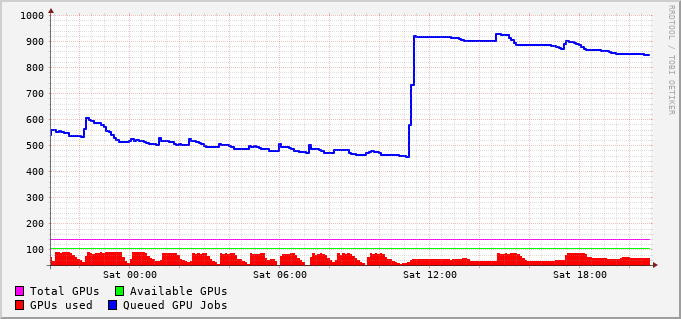 1000
900
800
700
600
500
400
300
200
100
Sat 00:00 Sat 06:00 Sat 12:00 Sat 18:00
Total GPUs Available GPUs
GPUs used Queued GPU Jobs
RRDTOOL / TOBI OETIKER